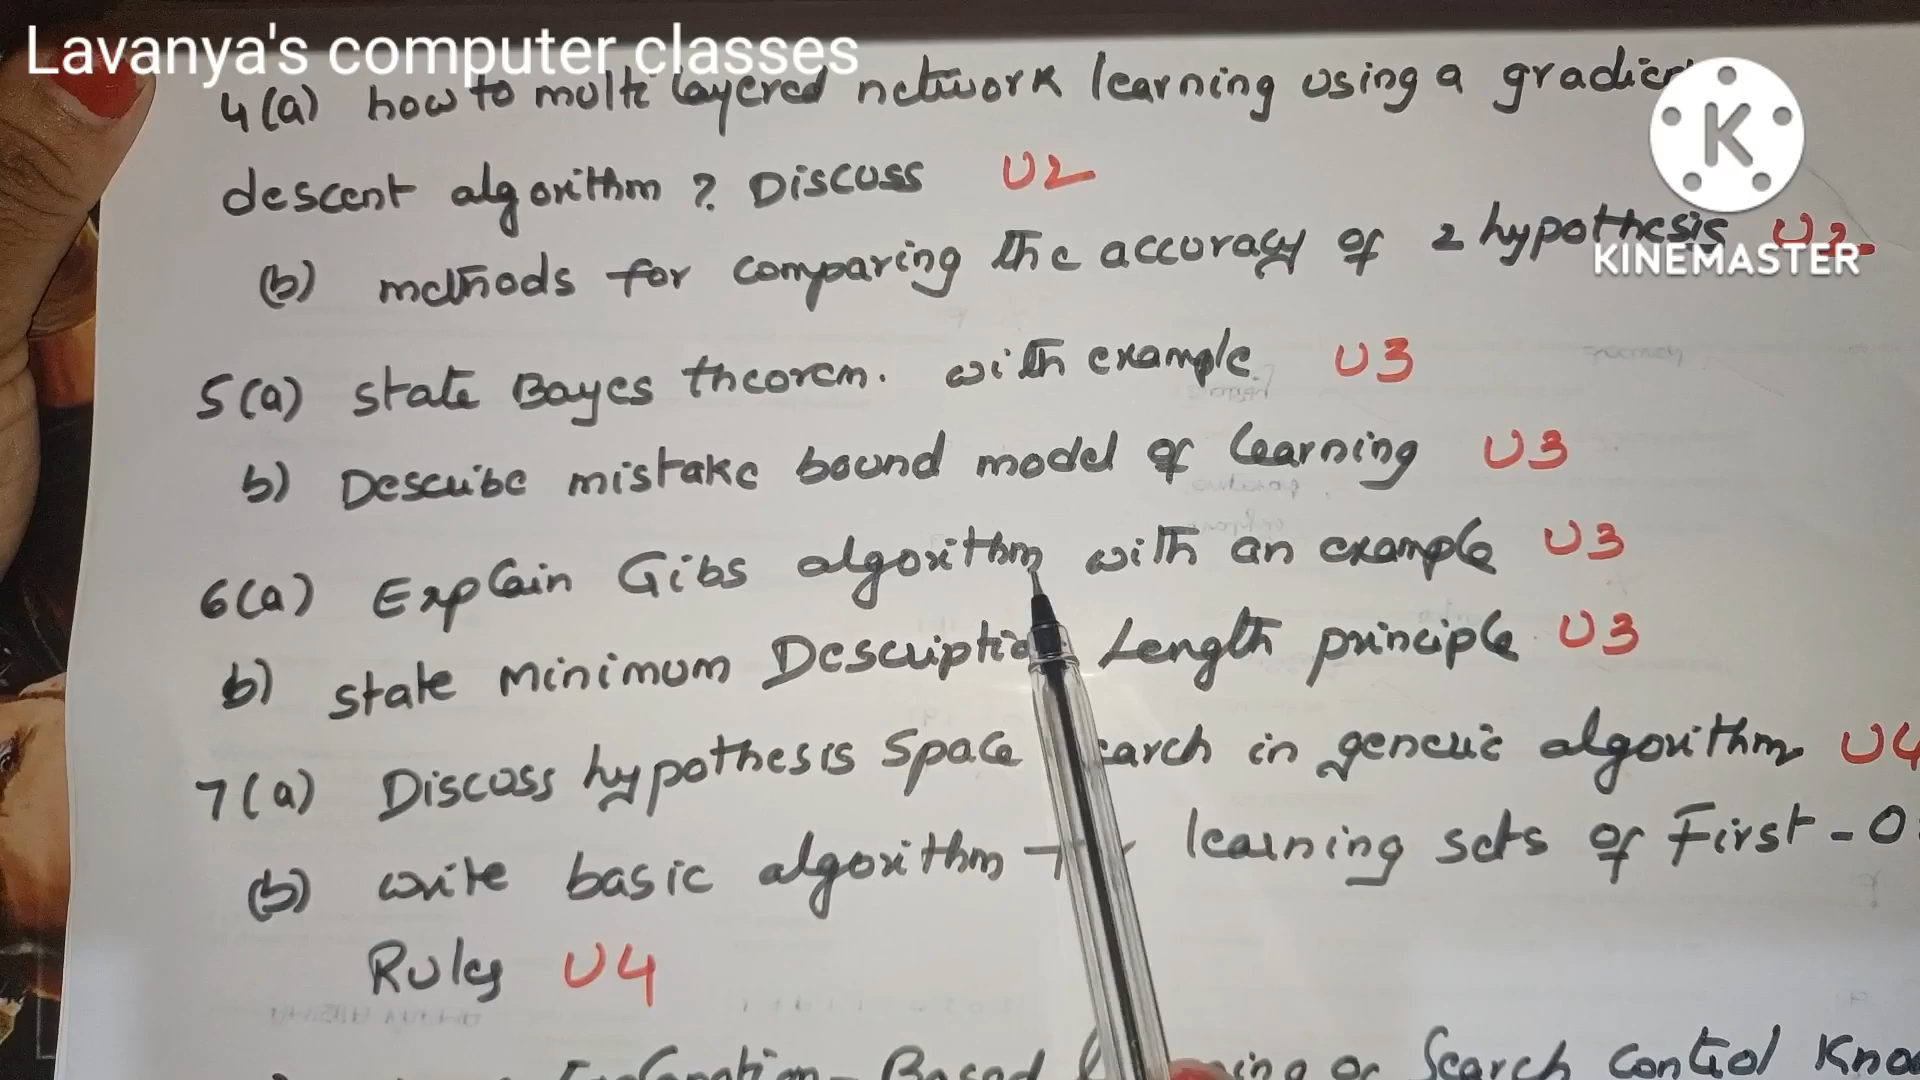 Lavanya's computer classes
4(a) how to multi layered network learning using a
descent algorithm ? Discuss U2
K
KINEMASTER
(b) methods for comparing the accuracy of 2 hypothesis U2
5(a) state Bayes theorem. with example U3
b) Describe mistake bound model of learning U3
6(a) Explain Gibs algorithm with an example U3
b) state Minimum Description Length principle U3
7(a) Discuss hypothesis Space in genetic algorithm U4
(b) write basic algorithm learning sets of First-
Rules U4
Based Search Control